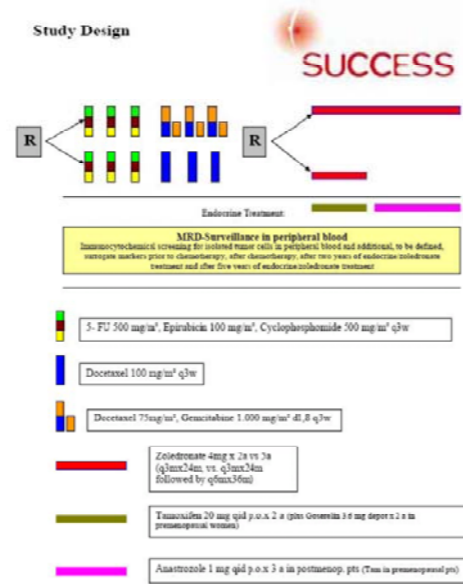 Study Design
SUCCESS
R
R
Endocrine Treatment:
MRD-Surveillance in peripheral blood
Immunocytochemical screening for isolated tumor cells in peripheral blood and additional, to be defined,
surrogate markers prior to chemotherapy, after chemotherapy, after two years of endocrine/zoledronate
treatment and after five years of endocrine/zoledronate treatment
5- FU 500 mg/m², Epirubicin 100 mg/m², Cyclophosphomide 500 mg/m² q3w
Docetaxel 100 mg/m² q3w
Docetaxel 75mg/m², Gemcitabine 1.000 mg/m² d1,8 q3w
Zoledronate 4mg x 2a vs 5a
(q3mx24m, vs. q3mx24m
followed by q6mx36m)
Tamoxifen 20 mg qid p.o.x 2 a (plus Goserelin 3.6 mg depot x 2 a in
premenopausal women)
Anastrozole 1 mg qid p.o.x 3 a in postmenop. pts (Tam in premenopausal pts)